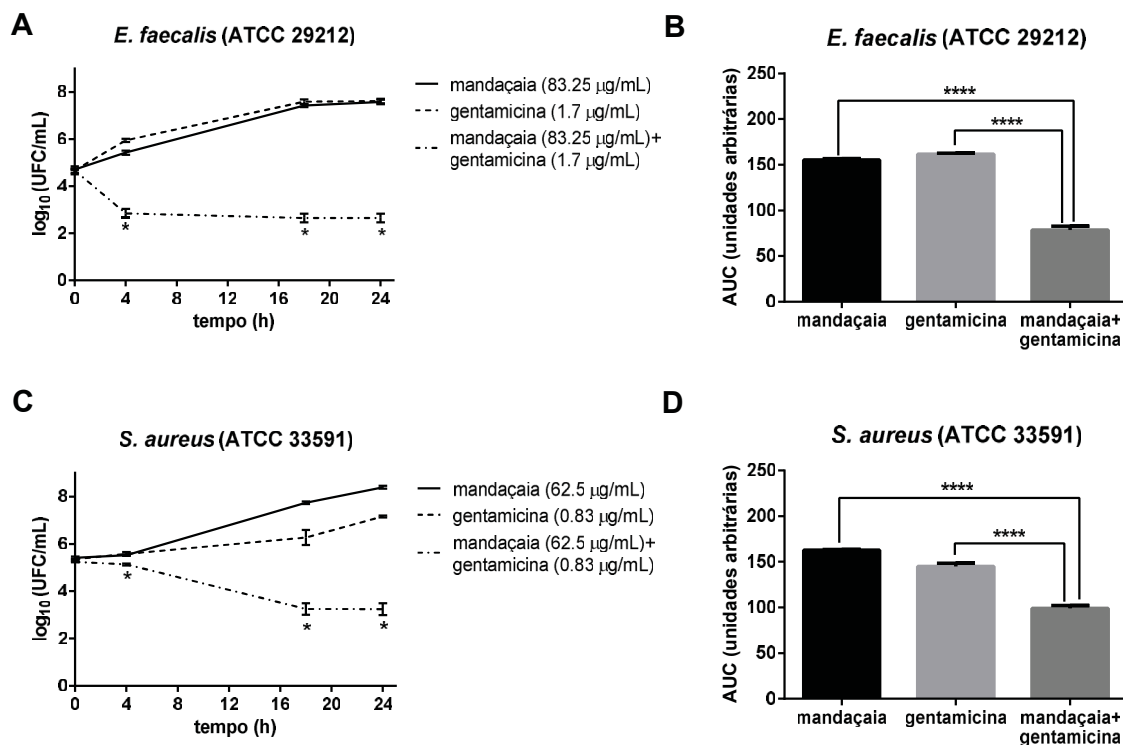 A
E. faecalis (ATCC 29212)
log10 (UFC/mL)
8
6
4
2
0
0 4 8 12 16 20 24
tempo (h)
mandaçaia (83.25 µg/mL)
gentamicina (1.7 µg/mL)
mandaçaia (83.25 µg/mL)+
gentamicina (1.7 µg/mL)
*
*
*
B
E. faecalis (ATCC 29212)
AUC (unidades arbitrárias)
250
200
150
100
50
0
****
****
mandaçaia gentamicina mandaçaia+
gentamicina
C
S. aureus (ATCC 33591)
log10 (UFC/mL)
8
6
4
2
0
0 4 8 12 16 20 24
tempo (h)
mandaçaia (62.5 µg/mL)
gentamicina (0.83 µg/mL)
mandaçaia (62.5 µg/mL)+
gentamicina (0.83 µg/mL)
*
*
*
D
S. aureus (ATCC 33591)
AUC (unidades arbitrárias)
250
200
150
100
50
0
****
****
mandaçaia gentamicina mandaçaia+
gentamicina